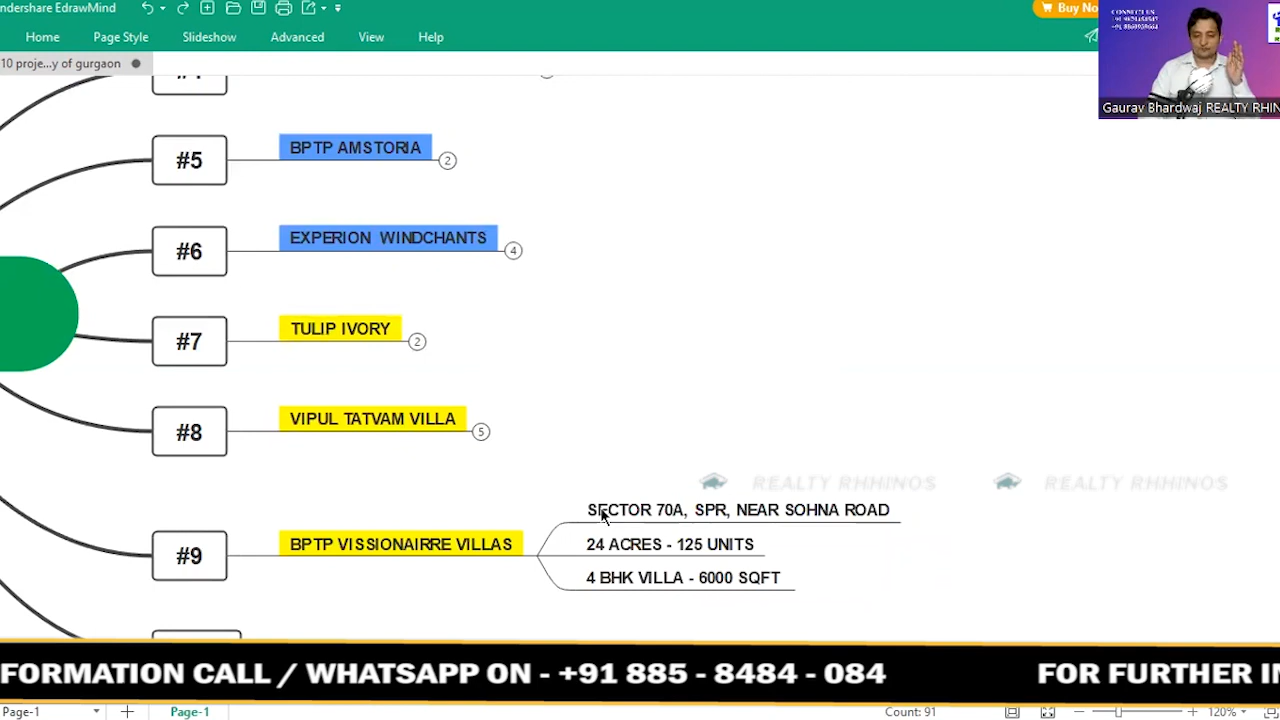 ndershare EdrawMind
Buy No
Home Page Style Slideshow Advanced View Help
CONNECT US
10 proje...y of gurgaon
Gaurav Bhardwaj REALTY RHIN
#5 BPTP AMSTORIA 2
#6 EXPERION WINDCHANTS 4
#7 TULIP IVORY 2
#8 VIPUL TATVAM VILLA 5
REALTY RHHINOS REALTY RHHINOS
SECTOR 70A, SPR, NEAR SOHNA ROAD
#9 BPTP VISSIONAIRRE VILLAS
24 ACRES - 125 UNITS
4 BHK VILLA - 6000 SQFT
FORMATION CALL / WHATSAPP ON - +91 885 - 8484 - 084 FOR FURTHER IN
Page-1 Page-1 Count: 91 120%